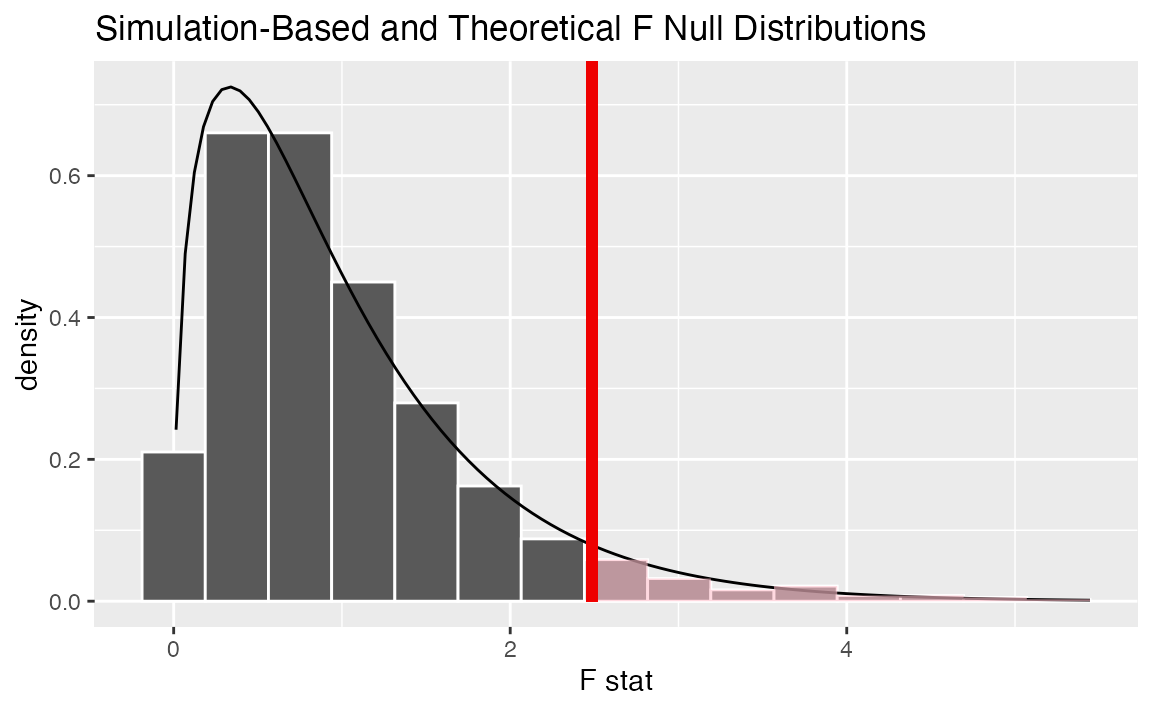 Simulation-Based and Theoretical F Null Distributions
density
0.6
0.4
0.2
0.0
0 2 4
F stat